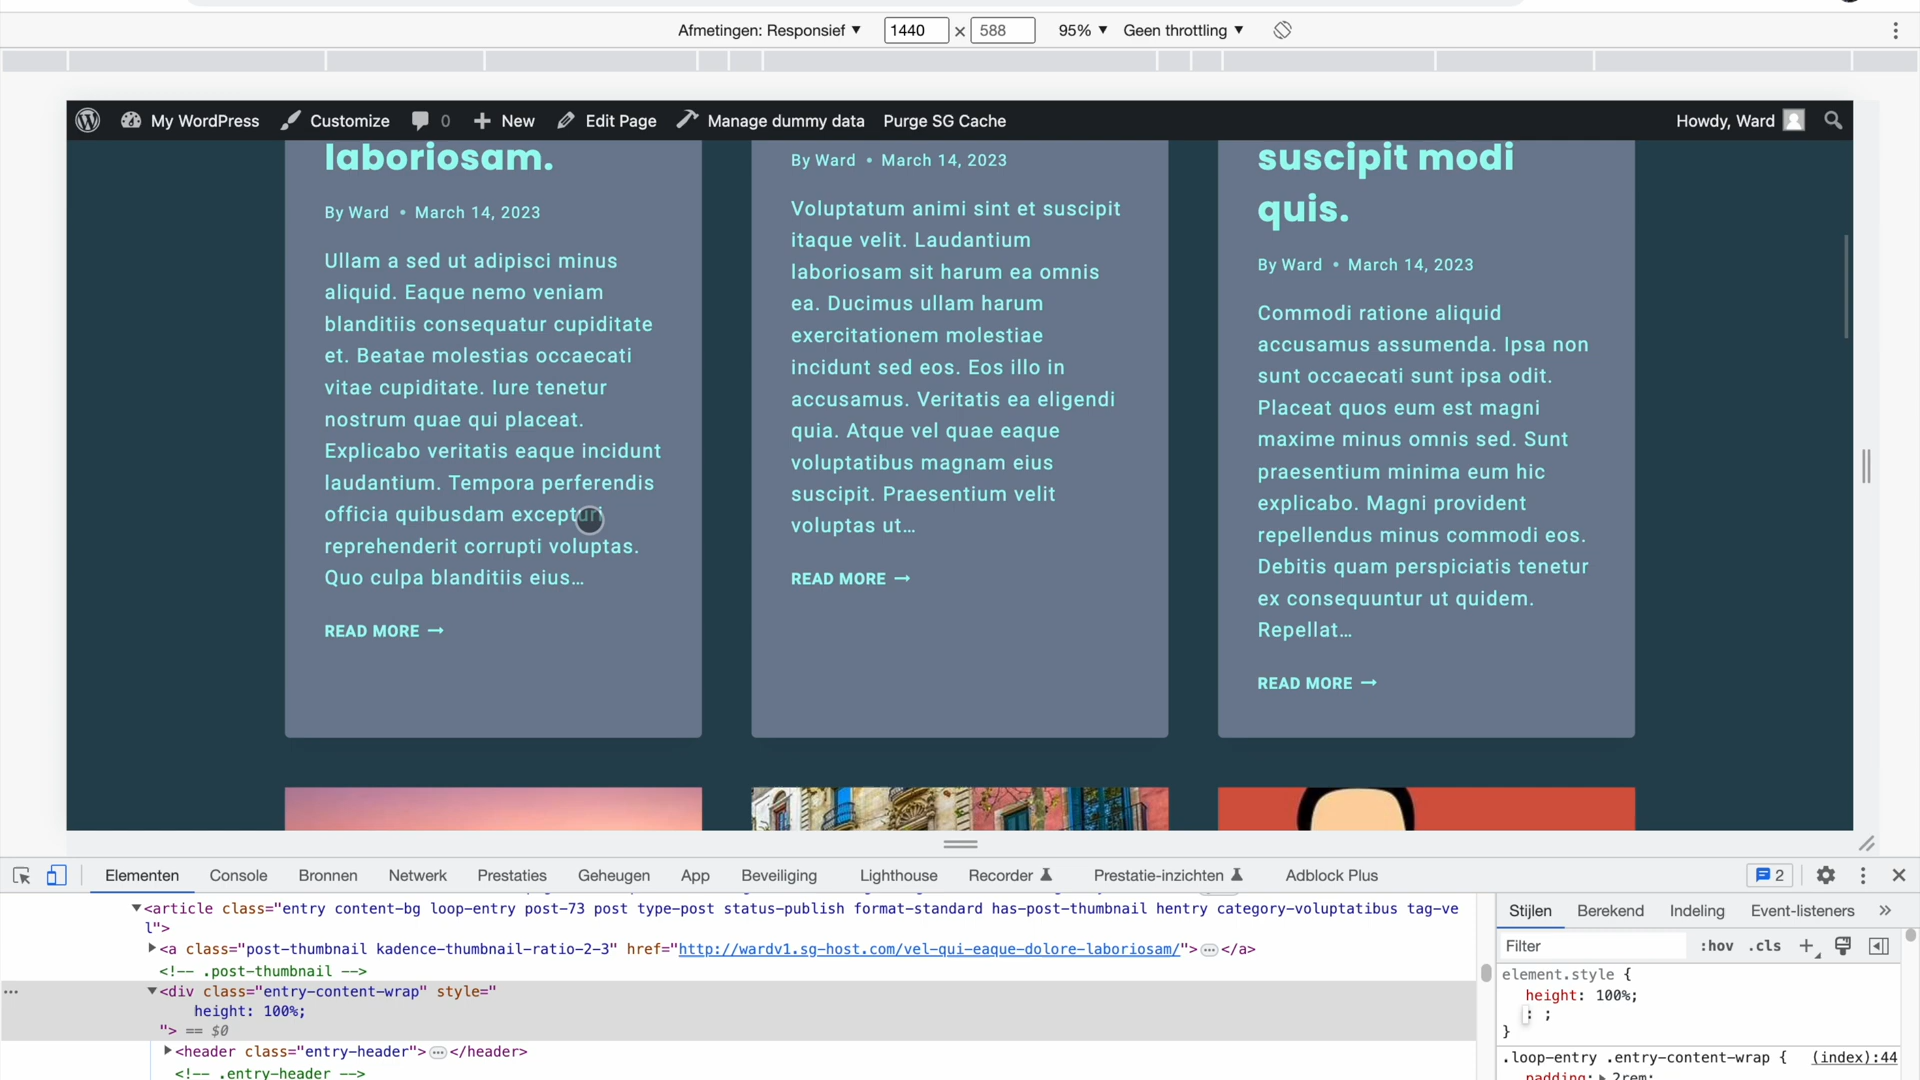 Afmetingen: Responsief ▼ 1440 × 588 95% ▼ Geen throttling ▼
My WordPress Customize 0 + New Edit Page Manage dummy data Purge SG Cache Howdy, Ward
laboriosam.
By Ward • March 14, 2023
Ullam a sed ut adipisci minus
aliquid. Eaque nemo veniam
blanditiis consequatur cupiditate
et. Beatae molestias occaecati
vitae cupiditate. Iure tenetur
nostrum quae qui placeat.
Explicabo veritatis eaque incidunt
laudantium. Tempora perferendis
officia quibusdam excepturi
reprehenderit corrupti voluptas.
Quo culpa blanditiis eius…
READ MORE →
By Ward • March 14, 2023
Voluptatum animi sint et suscipit
itaque velit. Laudantium
laboriosam sit harum ea omnis
ea. Ducimus ullam harum
exercitationem molestiae
incidunt sed eos. Eos illo in
accusamus. Veritatis ea eligendi
quia. Atque vel quae eaque
voluptatibus magnam eius
suscipit. Praesentium velit
voluptas ut…
READ MORE →
suscipit modi
quis.
By Ward • March 14, 2023
Commodi ratione aliquid
accusamus assumenda. Ipsa non
sunt occaecati sunt ipsa odit.
Placeat quos eum est magni
maxime minus omnis sed. Sunt
praesentium minima eum hic
explicabo. Magni provident
repellendus minus commodi eos.
Debitis quam perspiciatis tenetur
ex consequuntur ut quidem.
Repellat…
READ MORE →
Elementen Console Bronnen Netwerk Prestaties Geheugen App Beveiliging Lighthouse Recorder Prestatie-inzichten Adblock Plus 2
▼<article class="entry content-bg loop-entry post-73 post type-post status-publish format-standard has-post-thumbnail hentry category-voluptatibus tag-ve
l">
▶<a class="post-thumbnail kadence-thumbnail-ratio-2-3" href="http://wardv1.sg-host.com/vel-qui-eaque-dolore-laboriosam/">…</a>
<!-- .post-thumbnail -->
… ▼<div class="entry-content-wrap" style="
height: 100%;
"> == $0
▶<header class="entry-header">…</header>
<!-- .entry-header -->
Stijlen Berekend Indeling Event-listeners »
Filter :hov .cls +
element.style {
height: 100%;
: ;
}
.loop-entry .entry-content-wrap { (index):44
padding: ▶ 2rem;